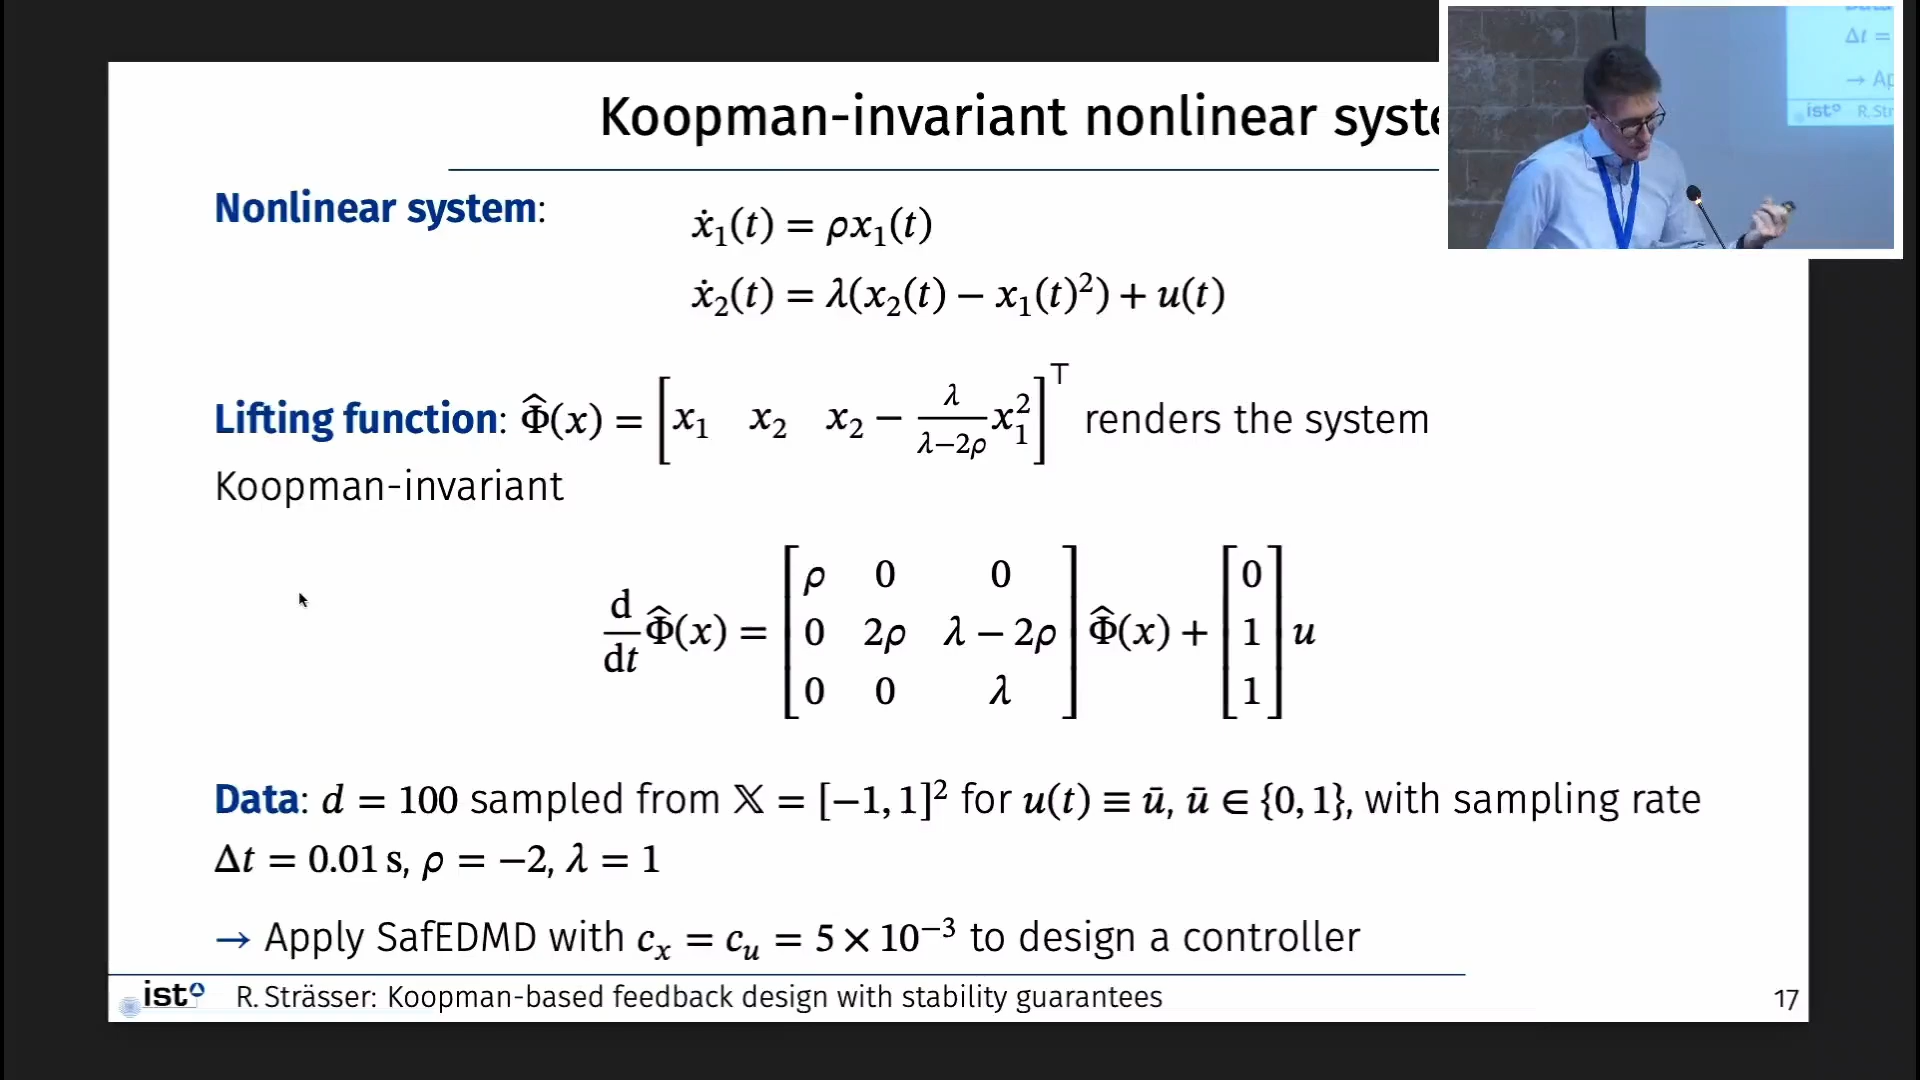 Koopman-invariant nonlinear syste
Nonlinear system:
ẋ₁(t) = ρx₁(t)
ẋ₂(t) = λ(x₂(t) − x₁(t)²) + u(t)
Lifting function: Φ̂(x) = [x₁ x₂ x₂ − λ/(λ−2ρ) x₁²]⊤ renders the system
Koopman-invariant
d/dt Φ̂(x) = [ρ 0 0; 0 2ρ λ − 2ρ; 0 0 λ] Φ̂(x) + [0; 1; 1] u
Data: d = 100 sampled from 𝕏 = [−1, 1]² for u(t) ≡ ū, ū ∈ {0, 1}, with sampling rate
Δt = 0.01 s, ρ = −2, λ = 1
→ Apply SafEDMD with cₓ = cᵤ = 5 × 10⁻³ to design a controller
ist R. Strässer: Koopman-based feedback design with stability guarantees 17
Δt =
→ Ap
ist R. Str